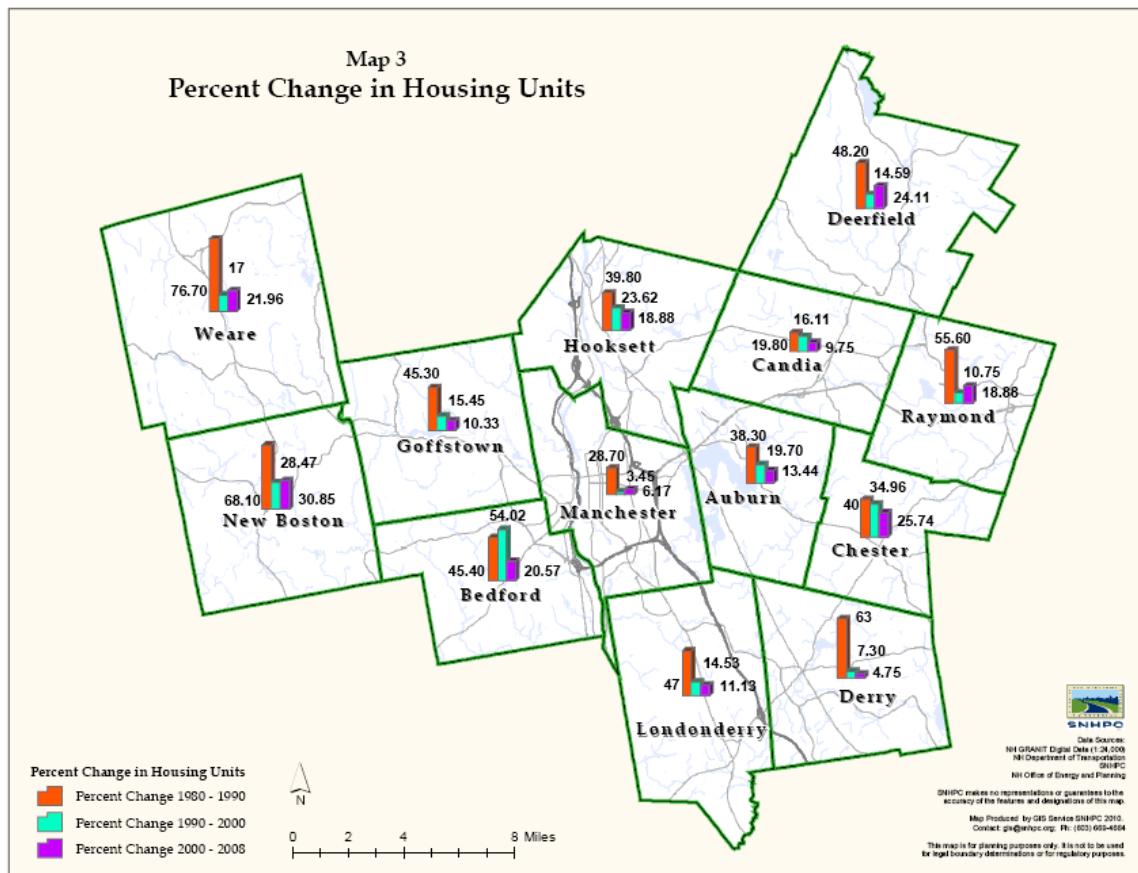 Map 3
Percent Change in Housing Units
48.20
14.59
24.11
Deerfield
76.70
17
21.96
Weare
39.80
23.62
18.88
Hooksett
16.11
19.80
9.75
Candia
55.60
10.75
18.88
Raymond
45.30
15.45
10.33
Goffstown
28.70
3.45
6.17
Manchester
38.30
19.70
13.44
Auburn
28.47
68.10
30.85
New Boston
34.96
40
25.74
Chester
54.02
45.40
20.57
Bedford
63
7.30
4.75
Derry
14.53
47
11.13
Londonderry
SNHPC
Data Sources:
NH GRANIT Digital Data (1:24,000)
NH Department of Transportation
SNHPC
NH Office of Energy and Planning
SNHPC makes no representations or guarantees to the
accuracy of the features and designations of this map.
Map Produced by GIS Service SNHPC 2010.
Contact: gis@snhpc.org; Ph: (603) 669-4664
This map is for planning purposes only. It is not to be used
for legal boundary determinations or for regulatory purposes.
Percent Change in Housing Units
Percent Change 1980 - 1990
Percent Change 1990 - 2000
Percent Change 2000 - 2008
N
0 2 4 8 Miles